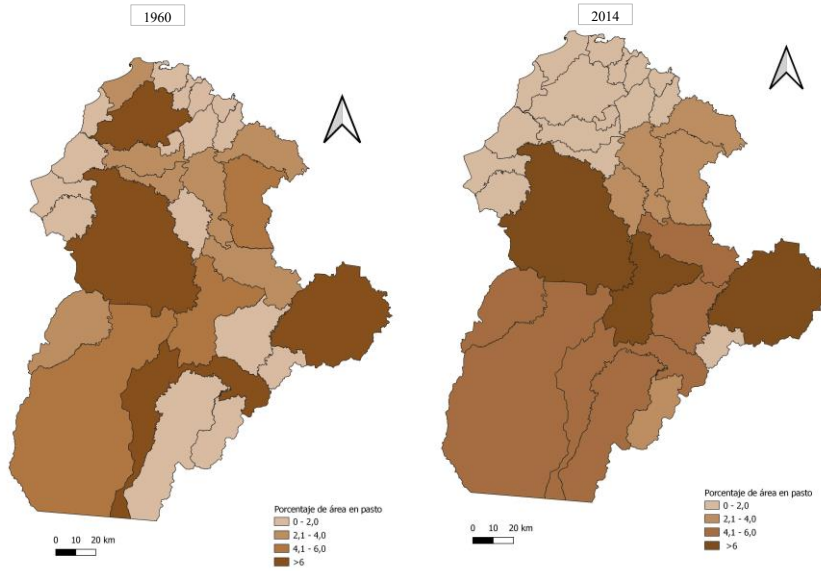 1960
2014
Porcentaje de área en pasto
0 - 2,0
2,1 - 4,0
4,1 - 6,0
>6
0 10 20 km
Porcentaje de área en pasto
0 - 2,0
2,1 - 4,0
4,1 - 6,0
>6
0 10 20 km